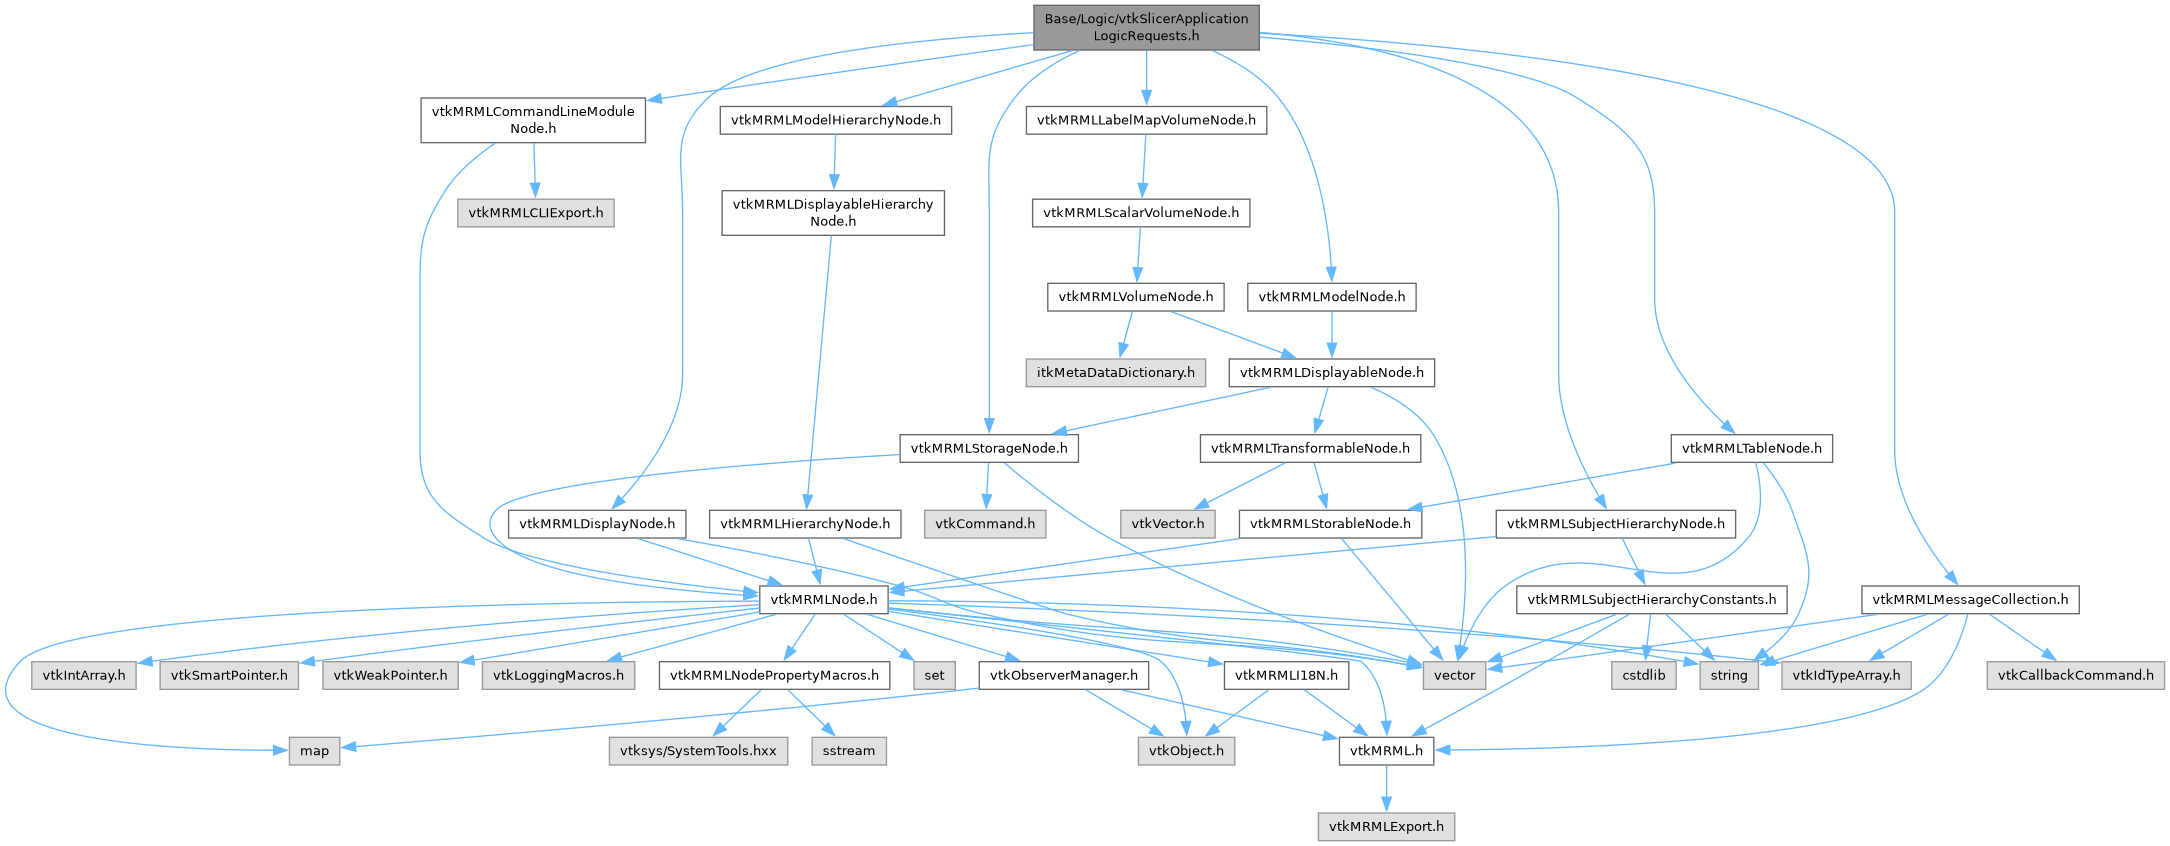 Base/Logic/vtkSlicerApplication
LogicRequests.h
vtkMRMLCommandLineModule
Node.h
vtkMRMLModelHierarchyNode.h
vtkMRMLLabelMapVolumeNode.h
vtkMRMLCLIExport.h
vtkMRMLDisplayableHierarchy
Node.h
vtkMRMLScalarVolumeNode.h
vtkMRMLVolumeNode.h
vtkMRMLModelNode.h
itkMetaDataDictionary.h
vtkMRMLDisplayableNode.h
vtkMRMLStorageNode.h
vtkMRMLTransformableNode.h
vtkMRMLTableNode.h
vtkMRMLDisplayNode.h
vtkMRMLHierarchyNode.h
vtkCommand.h
vtkVector.h
vtkMRMLStorableNode.h
vtkMRMLSubjectHierarchyNode.h
vtkMRMLNode.h
vtkMRMLSubjectHierarchyConstants.h
vtkMRMLMessageCollection.h
vtkIntArray.h
vtkSmartPointer.h
vtkWeakPointer.h
vtkLoggingMacros.h
vtkMRMLNodePropertyMacros.h
set
vtkObserverManager.h
vtkMRMLI18N.h
vector
cstdlib
string
vtkIdTypeArray.h
vtkCallbackCommand.h
map
vtksys/SystemTools.hxx
sstream
vtkObject.h
vtkMRML.h
vtkMRMLExport.h